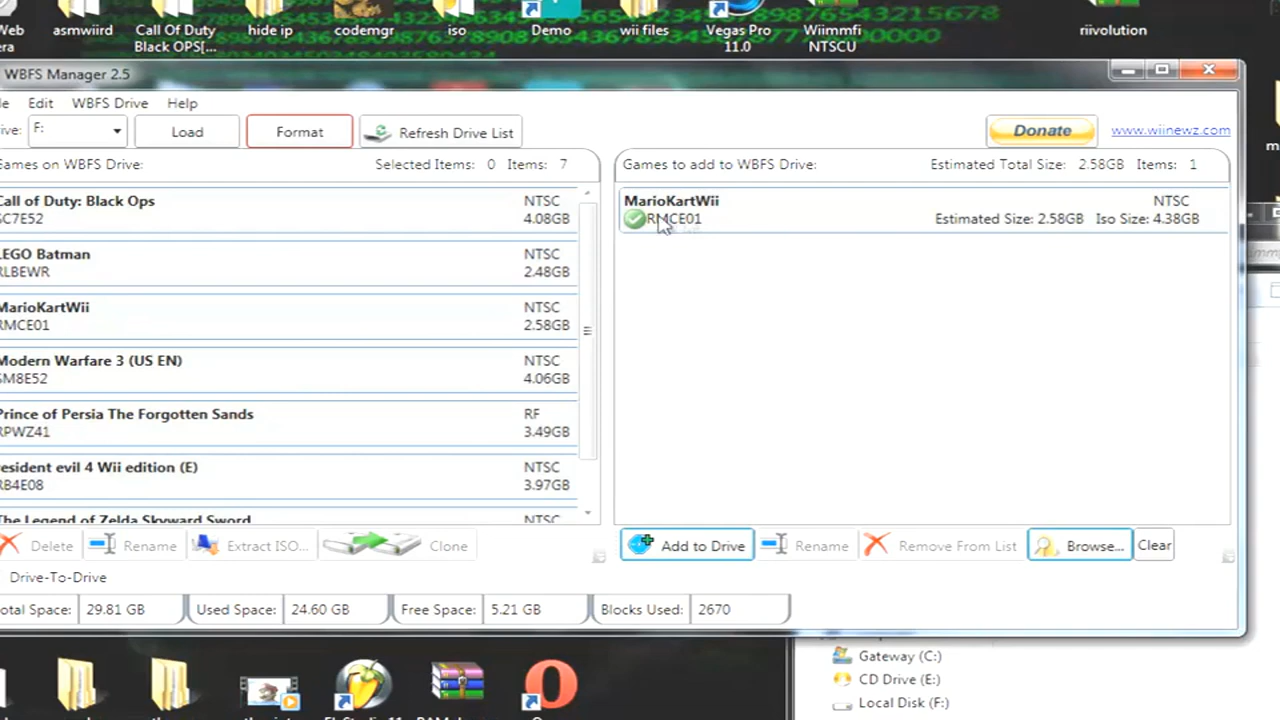 Web
era
asmwiird
Call Of Duty
Black OPS[...
hide ip
codemgr
iso
Demo
wii files
Vegas Pro
11.0
Wiimmfi
NTSCU
riivolution
WBFS Manager 2.5
le Edit WBFS Drive Help
ive: F: Load Format Refresh Drive List Donate www.wiinewz.com
Games on WBFS Drive: Selected Items: 0 Items: 7
Call of Duty: Black Ops NTSC
SC7E52 4.08GB
LEGO Batman NTSC
RLBEWR 2.48GB
MarioKartWii NTSC
RMCE01 2.58GB
Modern Warfare 3 (US EN) NTSC
SM8E52 4.06GB
Prince of Persia The Forgotten Sands RF
RPWZ41 3.49GB
esident evil 4 Wii edition (E) NTSC
RB4E08 3.97GB
The Legend of Zelda Skyward Sword NTSC
Games to add to WBFS Drive: Estimated Total Size: 2.58GB Items: 1
MarioKartWii NTSC
RMCE01 Estimated Size: 2.58GB Iso Size: 4.38GB
Delete Rename Extract ISO... Clone
Add to Drive Rename Remove From List Browse... Clear
Drive-To-Drive
otal Space: 29.81 GB Used Space: 24.60 GB Free Space: 5.21 GB Blocks Used: 2670
Gateway (C:)
CD Drive (E:)
Local Disk (F:)